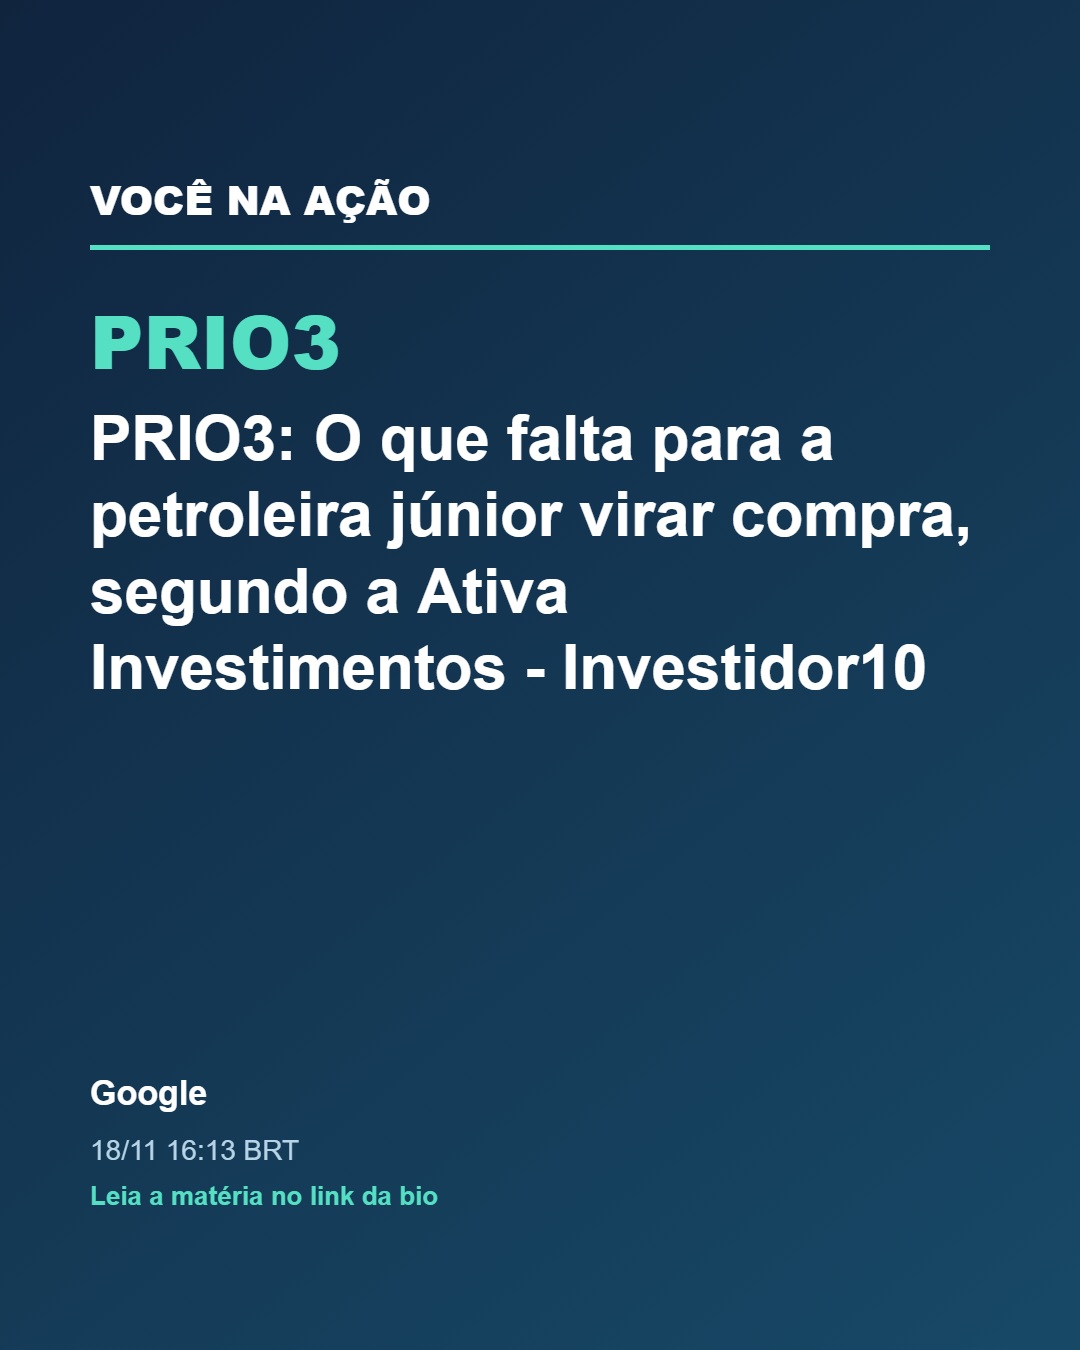 VOCÊ NA AÇÃO
PRIO3
PRIO3: O que falta para a
petroleira júnior virar compra,
segundo a Ativa
Investimentos - Investidor10
Google
18/11 16:13 BRT
Leia a matéria no link da bio